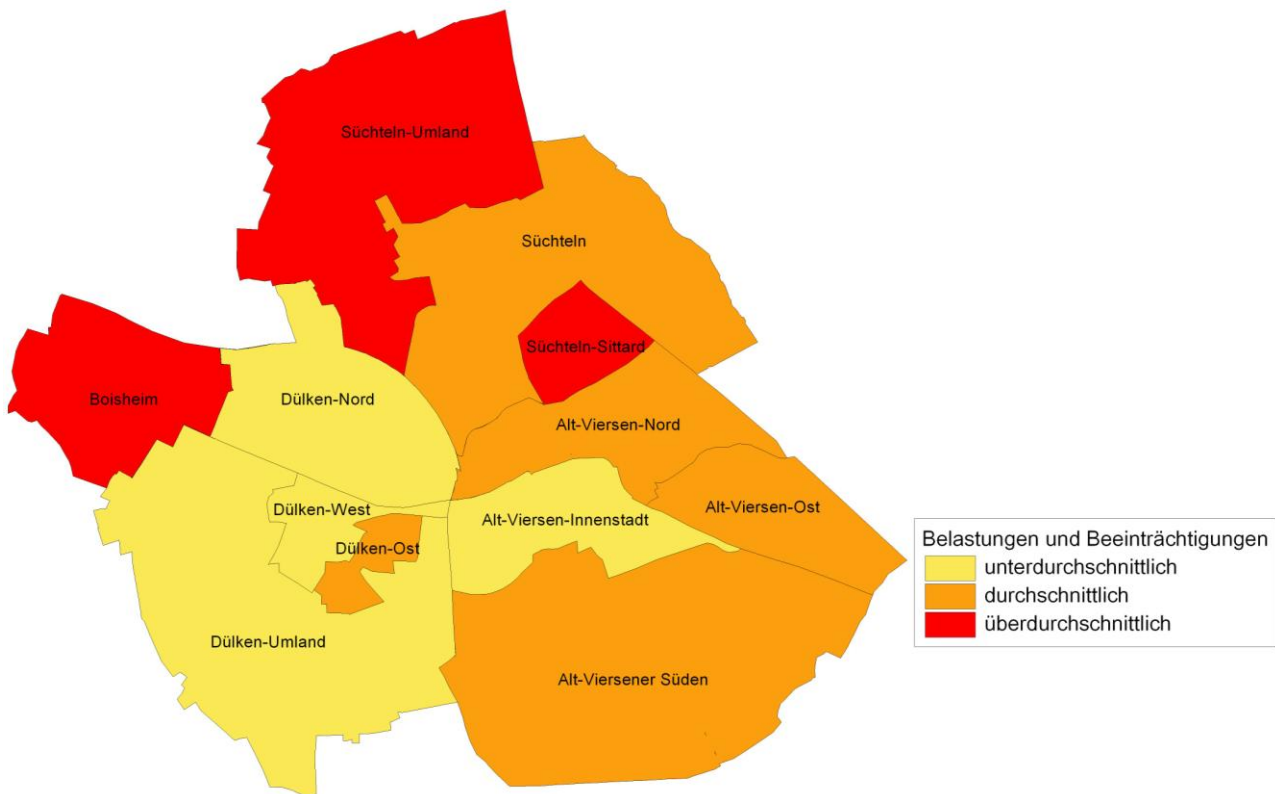 Süchteln-Umland
Süchteln
Süchteln-Sittard
Boisheim
Dülken-Nord
Alt-Viersen-Nord
Alt-Viersen-Ost
Dülken-West
Alt-Viersen-Innenstadt
Dülken-Ost
Dülken-Umland
Alt-Viersener Süden
Belastungen und Beeinträchtigungen
unterdurchschnittlich
durchschnittlich
überdurchschnittlich